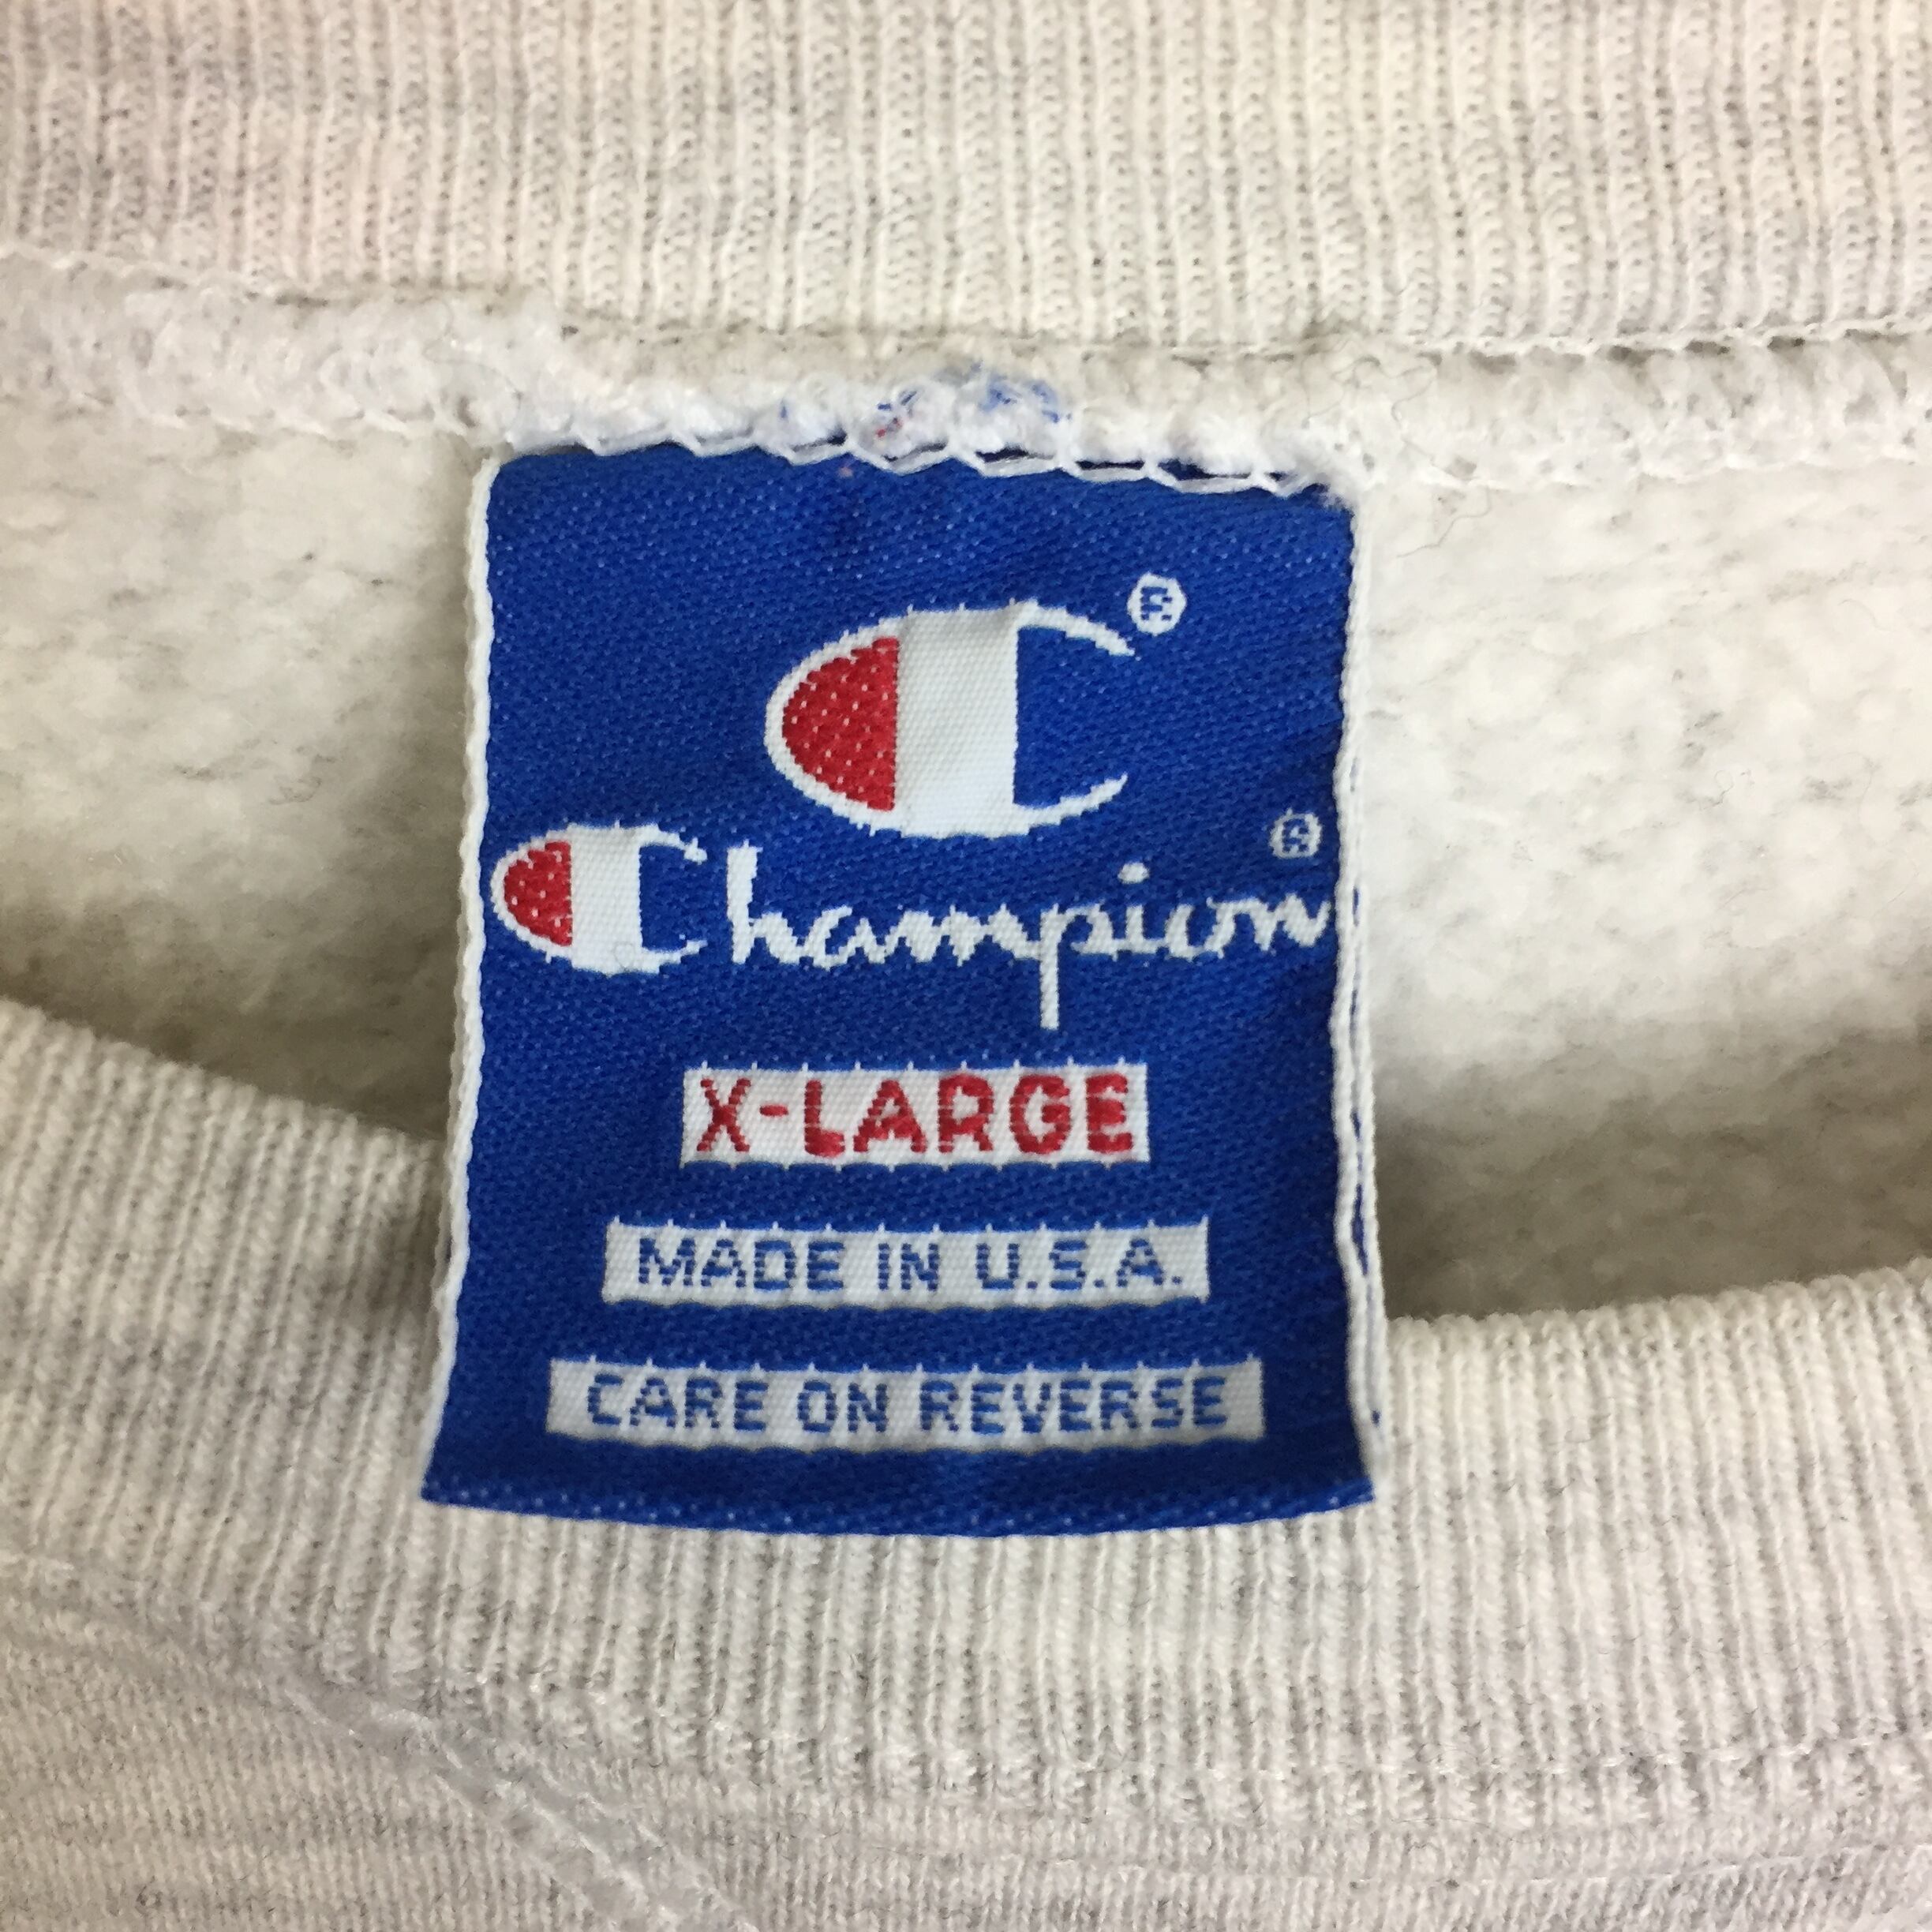 C®
Champion®
X-LARGE
MADE IN U.S.A.
CARE ON REVERSE